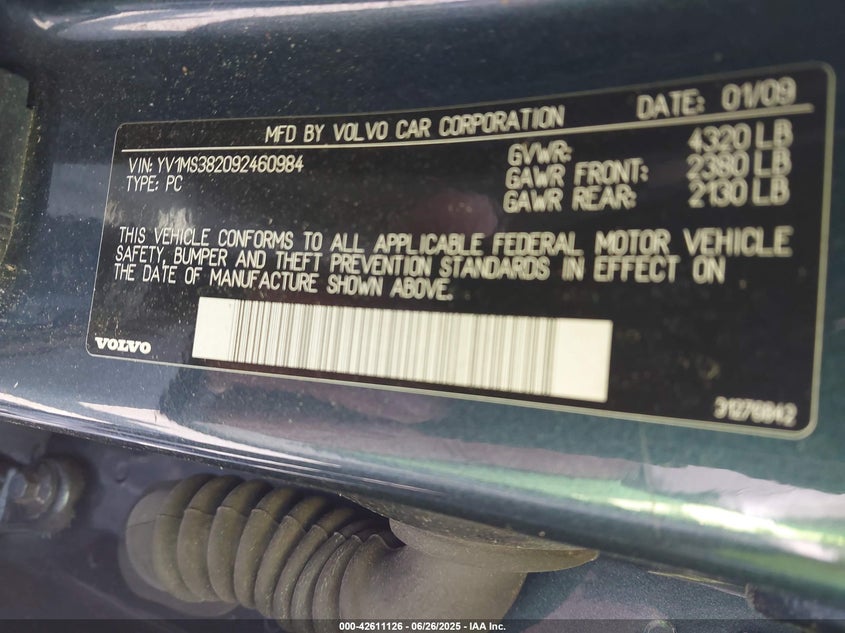 DATE: 01/09
MFD BY VOLVO CAR CORPORATION
VIN: YV1MS382092460984
TYPE: PC
GVWR: 4320 LB
GAWR FRONT: 2380 LB
GAWR REAR: 2130 LB
THIS VEHICLE CONFORMS TO ALL APPLICABLE FEDERAL MOTOR VEHICLE
SAFETY, BUMPER AND THEFT PREVENTION STANDARDS IN EFFECT ON
THE DATE OF MANUFACTURE SHOWN ABOVE.
VOLVO
31270842
000-42611126 - 06/26/2025 - IAA Inc.